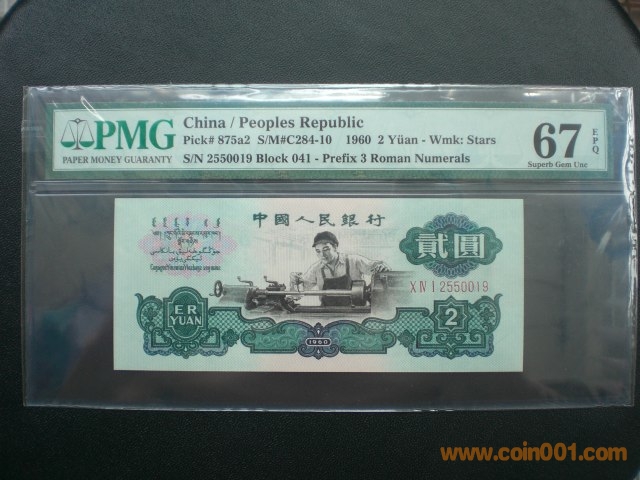 China / Peoples Republic
PMG
PAPER MONEY GUARANTY
Pick# 875a2 S/M#C284-10 1960 2 Yüan - Wmk: Stars
S/N 2550019 Block 041 - Prefix 3 Roman Numerals
67 EPQ
Superb Gem Unc
中國人民銀行
貳圓
XⅣⅠ2550019
ER
YUAN
1960
2
www.coin001.com